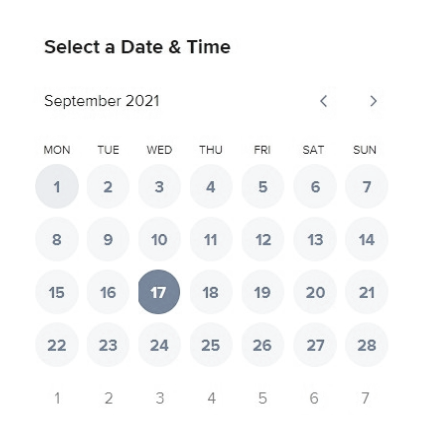 Select a Date & Time
September 2021
MON TUE WED THU FRI SAT SUN
1 2 3 4 5 6 7
8 9 10 11 12 13 14
15 16 17 18 19 20 21
22 23 24 25 26 27 28
1 2 3 4 5 6 7